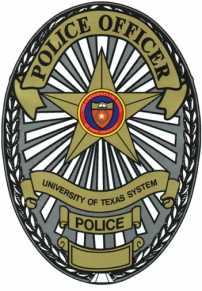 POLICE OFFICER
UNIVERSITY OF TEXAS SYSTEM
POLICE